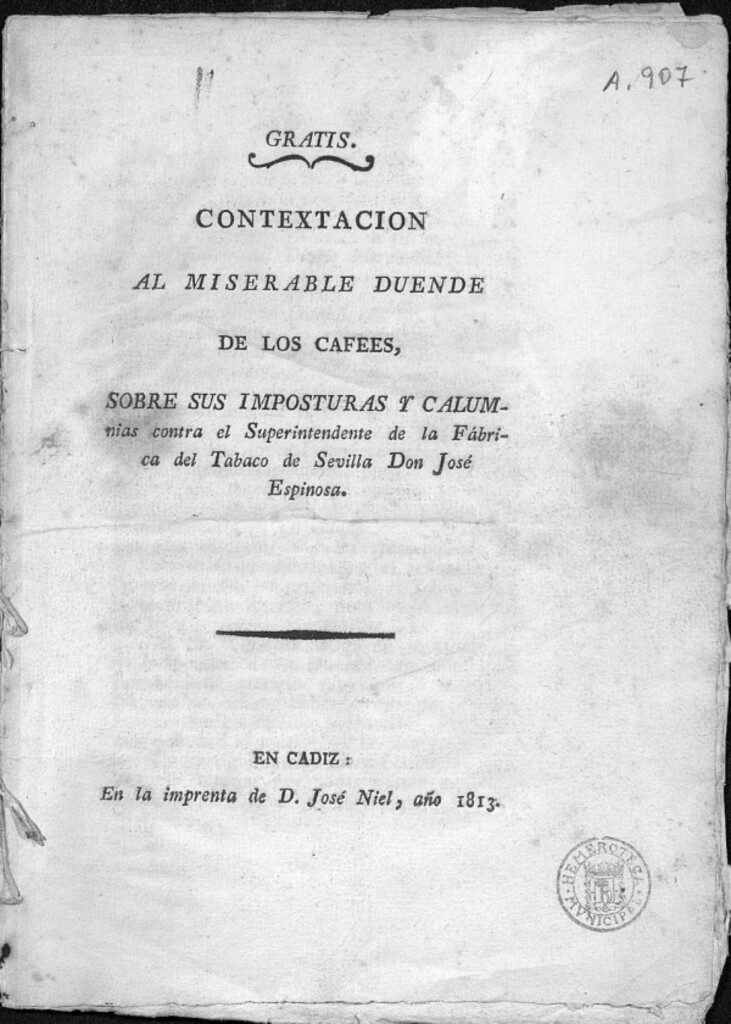 A. 907
GRATIS.
CONTEXTACION
AL MISERABLE DUENDE
DE LOS CAFEES,
SOBRE SUS IMPOSTURAS Y CALUM-
nias contra el Superintendente de la Fábri-
ca del Tabaco de Sevilla Don José
Espinosa.
EN CADIZ:
En la imprenta de D. José Niel, año 1813.
HEMEROTECA
MVNICIPAL